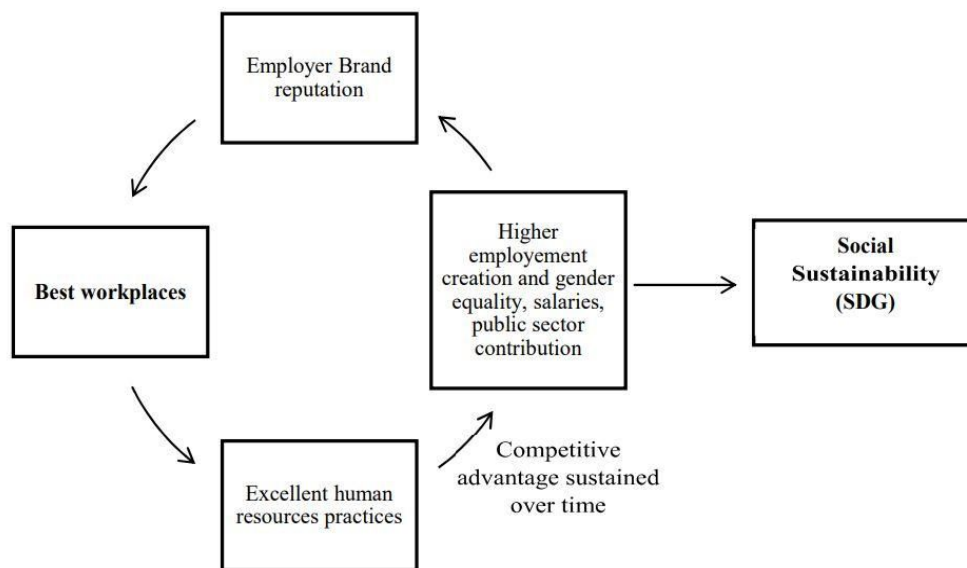 Employer Brand
reputation
Best workplaces
Higher
employement
creation and gender
equality, salaries,
public sector
contribution
Social
Sustainability
(SDG)
Excellent human
resources practices
Competitive
advantage sustained
over time